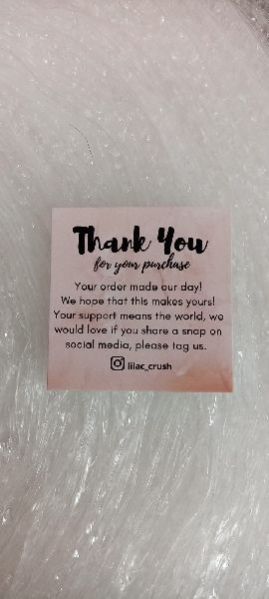 Thank You
for your purchase
Your order made our day!
We hope that this makes yours!
Your support means the world, we
would love if you share a snap on
social media, please tag us.
lilac_crush